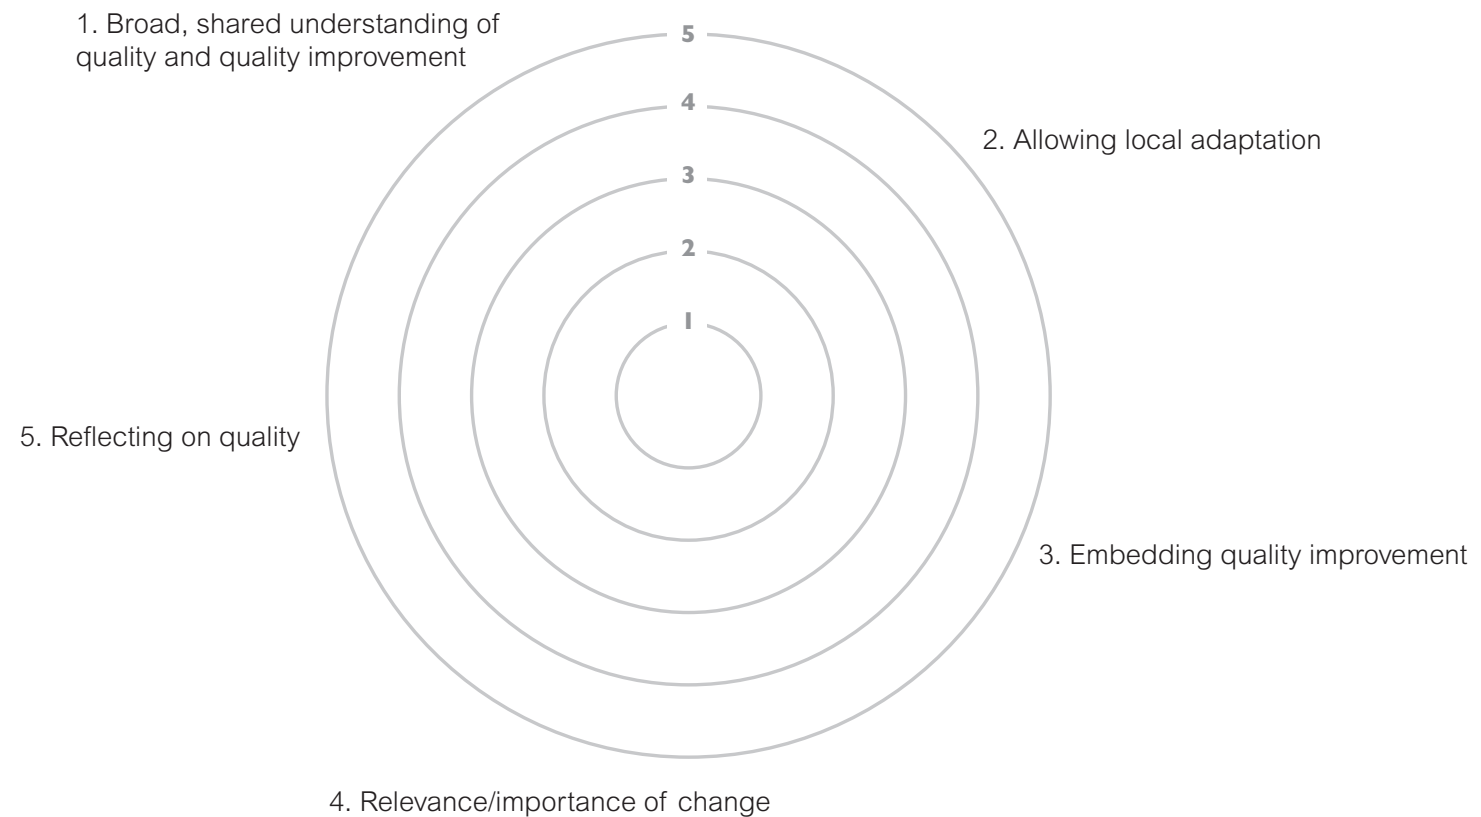 1. Broad, shared understanding of
quality and quality improvement
5
4
2. Allowing local adaptation
3
2
1
5. Reflecting on quality
3. Embedding quality improvement
4. Relevance/importance of change